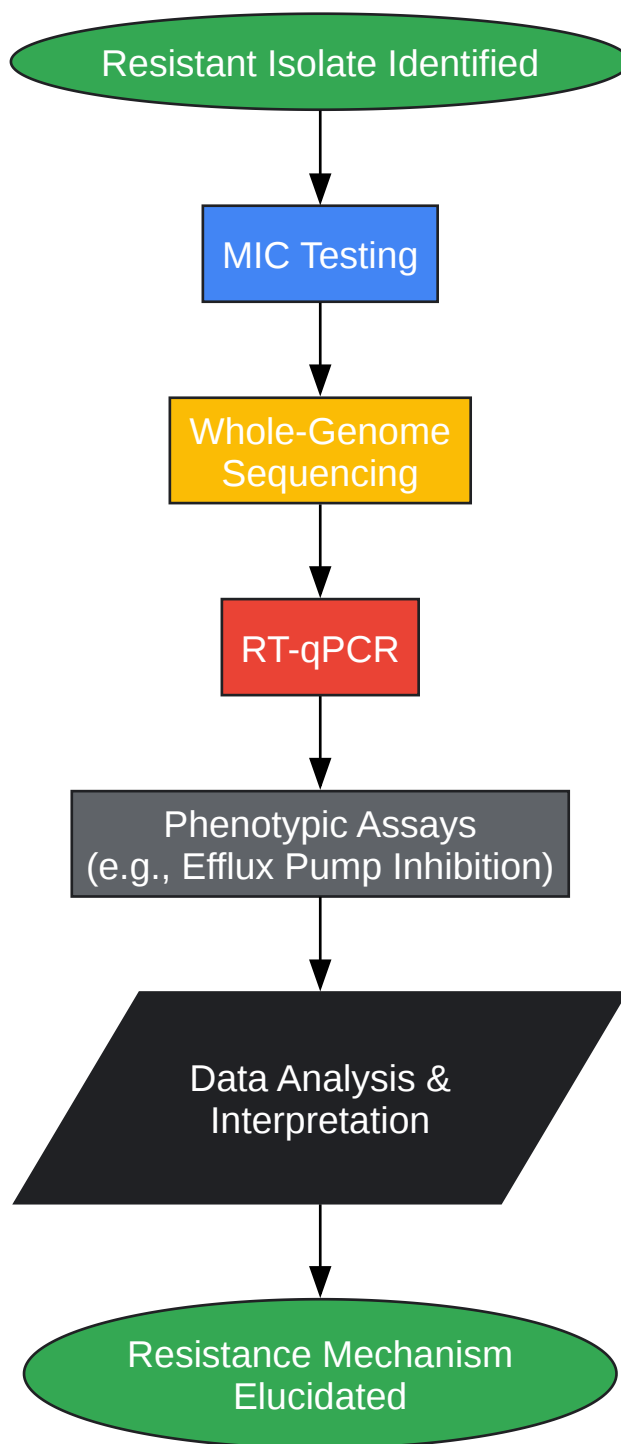 Resistant Isolate Identified
MIC Testing
Whole-Genome
Sequencing
RT-qPCR
Phenotypic Assays
(e.g., Efflux Pump Inhibition)
Data Analysis &
Interpretation
Resistance Mechanism
Elucidated